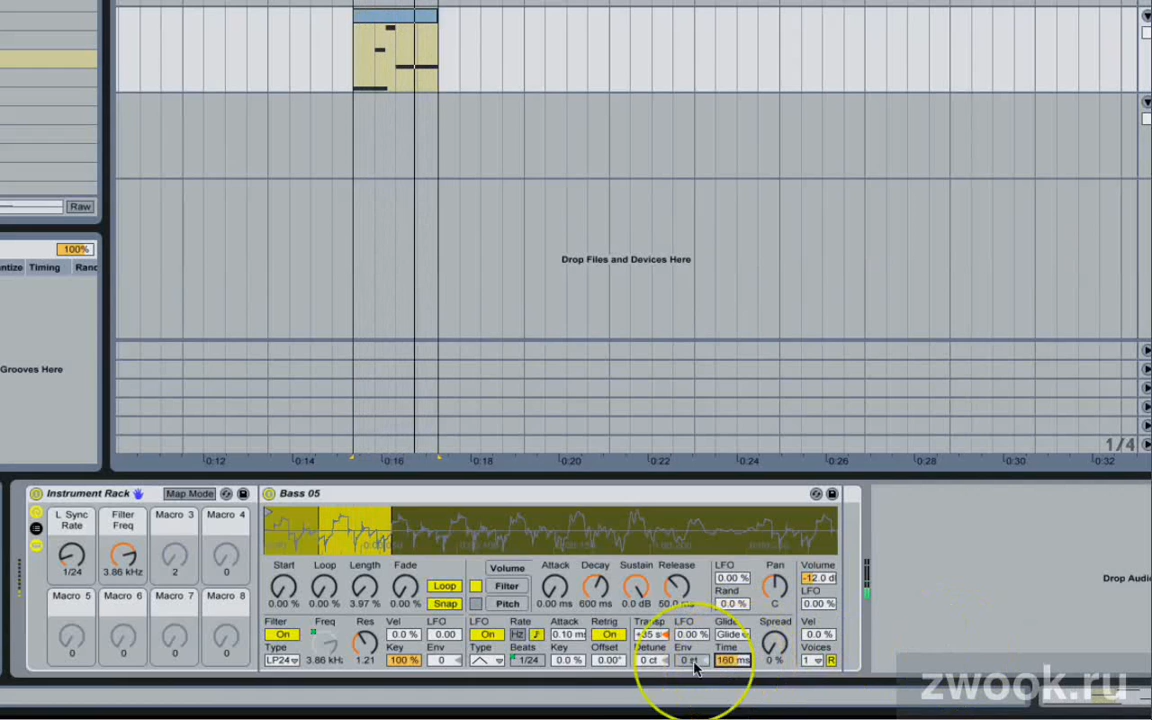 Raw
100%
ntize Timing Rand
Drop Files and Devices Here
Grooves Here
1/4
0:12 0:14 0:16 0:18 0:20 0:22 0:24 0:26 0:28 0:30 0:32
Instrument Rack Map Mode Bass 05
L Sync Rate Filter Freq Macro 3 Macro 4
1/24 3.86 kHz 2 0
Macro 5 Macro 6 Macro 7 Macro 8
0 0 0 0
Start Loop Length Fade Loop Snap
0.00 % 0.00 % 3.97 % 0.00 %
Volume Filter Pitch
Attack Decay Sustain Release
0.00 ms 600 ms 0.0 dB 50.0 ms
LFO 0.00 % Rand 0.0 %
Pan C
Volume -12.0 d
LFO 0.00 %
Filter On Freq Res Vel 0.0 % LFO 0.00
Type LP24 3.86 kHz 1.21 Key 100 % Env 0
LFO On Rate Hz Attack 0.10 ms Retrig On
Type Beats 1/24 Key 0.0 % Offset 0.00°
Transp +35 s LFO 0.00 % Glide Glide Spread Vel 0.0 %
Detune 0 ct Env 0 ct Time 160 ms 0 % Voices 1 R
Drop Audio
zwook.ru